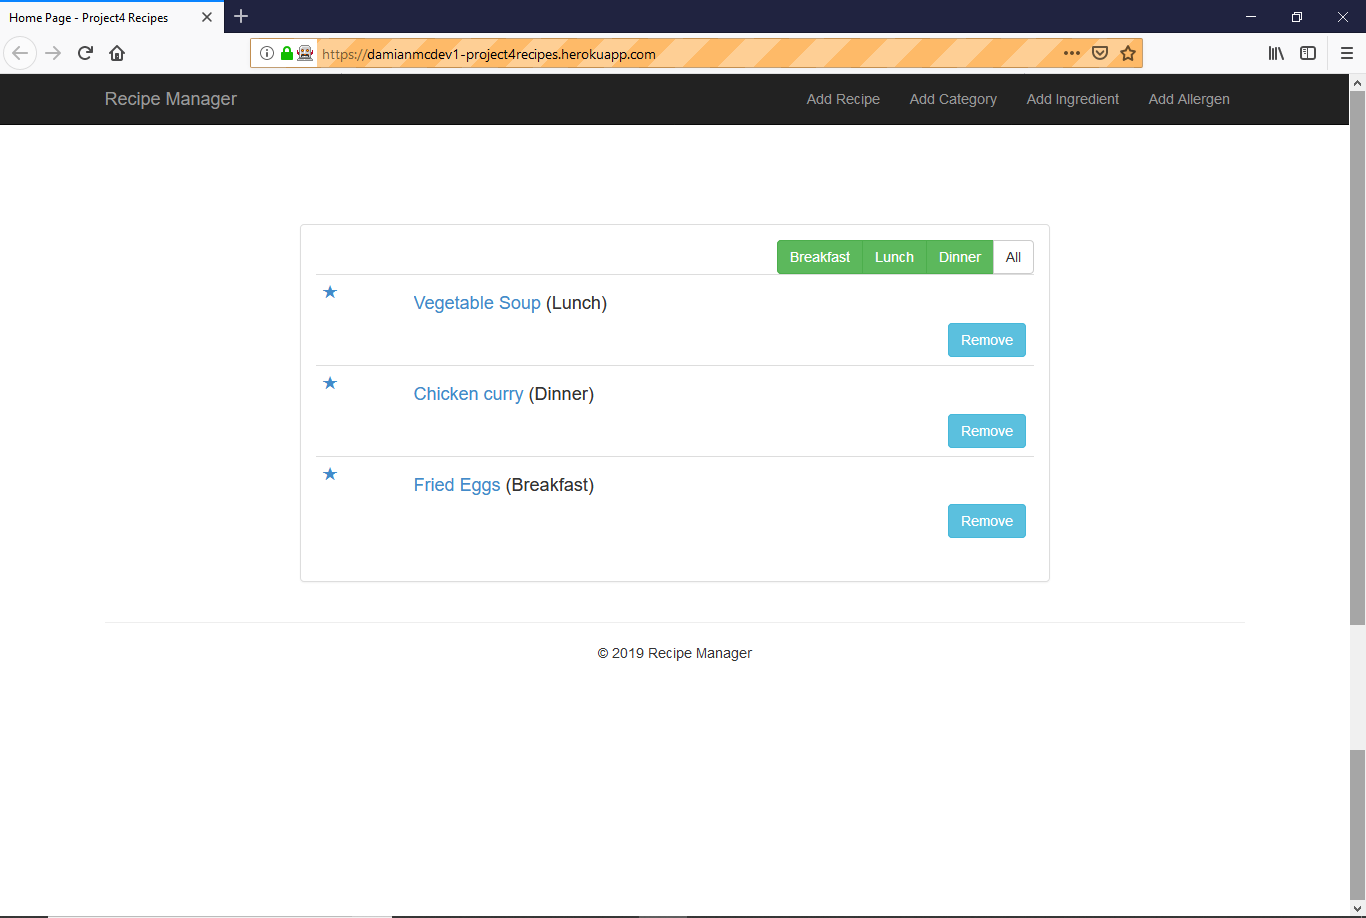 Home Page - Project4 Recipes
https://damianmcdev1-project4recipes.herokuapp.com
Recipe Manager Add Recipe Add Category Add Ingredient Add Allergen
Breakfast Lunch Dinner All
Vegetable Soup (Lunch)
Remove
Chicken curry (Dinner)
Remove
Fried Eggs (Breakfast)
Remove
© 2019 Recipe Manager